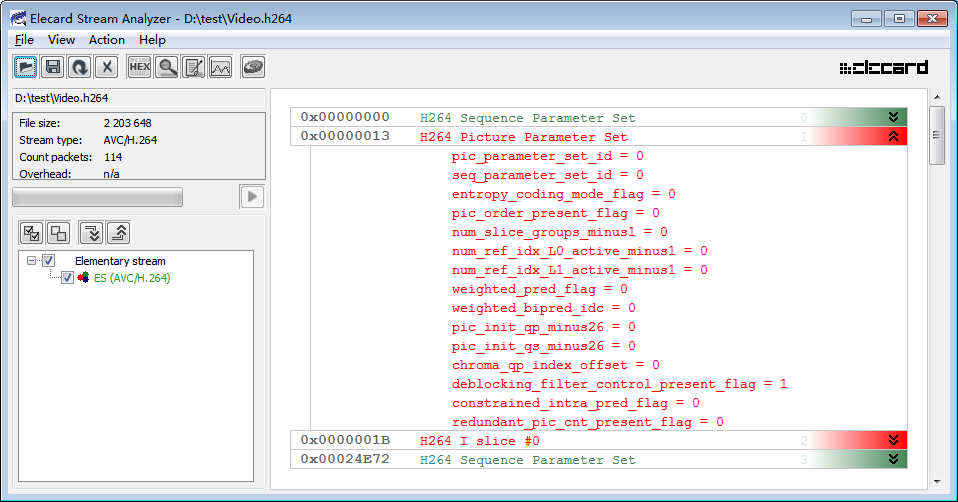 Elecard Stream Analyzer - D:\test\Video.h264
File View Action Help
HEX
elecard
D:\test\Video.h264
File size: 2 203 648
Stream type: AVC/H.264
Count packets: 114
Overhead: n/a
Elementary stream
ES (AVC/H.264)
0x00000000 H264 Sequence Parameter Set 0
0x00000013 H264 Picture Parameter Set 1
pic_parameter_set_id = 0
seq_parameter_set_id = 0
entropy_coding_mode_flag = 0
pic_order_present_flag = 0
num_slice_groups_minus1 = 0
num_ref_idx_L0_active_minus1 = 0
num_ref_idx_L1_active_minus1 = 0
weighted_pred_flag = 0
weighted_bipred_idc = 0
pic_init_qp_minus26 = 0
pic_init_qs_minus26 = 0
chroma_qp_index_offset = 0
deblocking_filter_control_present_flag = 1
constrained_intra_pred_flag = 0
redundant_pic_cnt_present_flag = 0
0x0000001B H264 I slice #0 2
0x00024E72 H264 Sequence Parameter Set 3